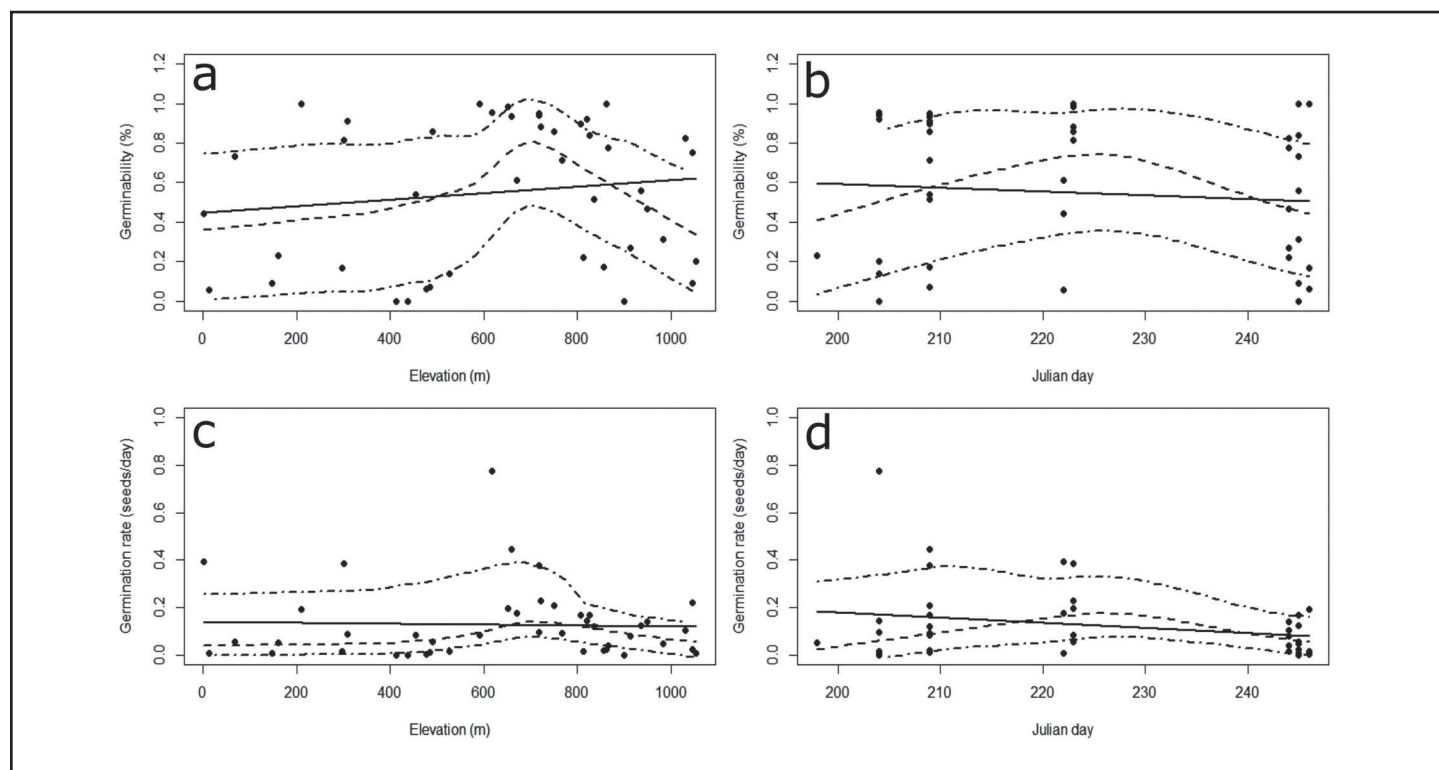 a
Germinability (%)
0.0 0.2 0.4 0.6 0.8 1.0 1.2
0 200 400 600 800 1000
Elevation (m)
b
Germinability (%)
0.0 0.2 0.4 0.6 0.8 1.0 1.2
200 210 220 230 240
Julian day
c
Germination rate (seeds/day)
0.0 0.2 0.4 0.6 0.8 1.0
0 200 400 600 800 1000
Elevation (m)
d
Germination rate (seeds/day)
0.0 0.2 0.4 0.6 0.8 1.0
200 210 220 230 240
Julian day